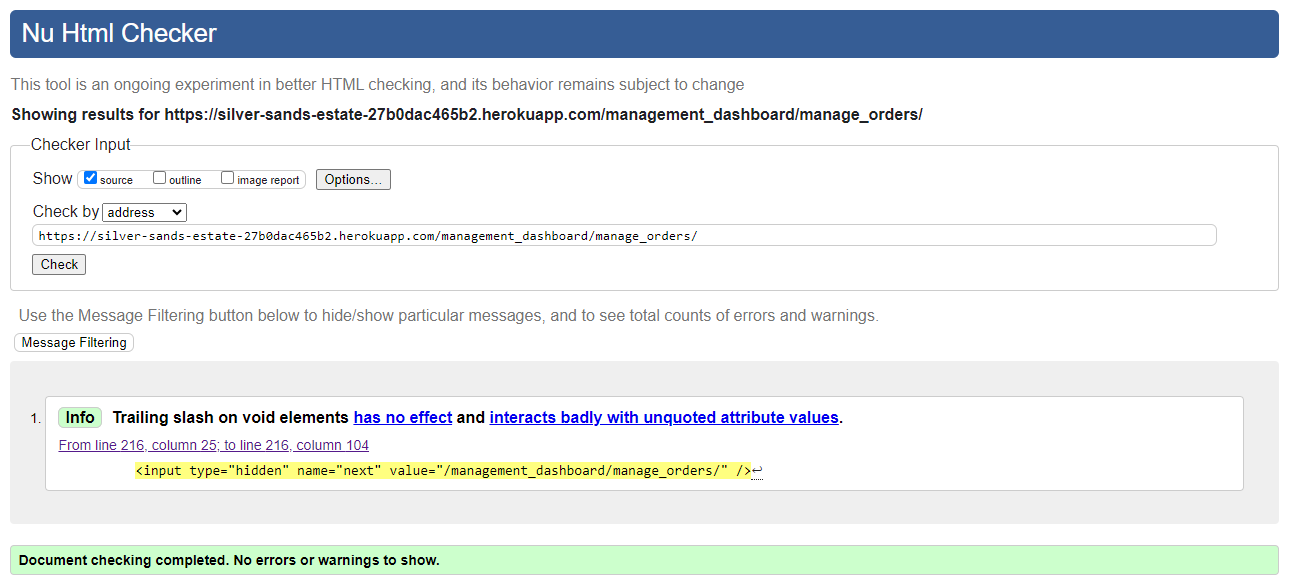 Nu Html Checker
This tool is an ongoing experiment in better HTML checking, and its behavior remains subject to change
Showing results for https://silver-sands-estate-27b0dac465b2.herokuapp.com/management_dashboard/manage_orders/
Checker Input
Show source outline image report Options...
Check by address
https://silver-sands-estate-27b0dac465b2.herokuapp.com/management_dashboard/manage_orders/
Check
Use the Message Filtering button below to hide/show particular messages, and to see total counts of errors and warnings.
Message Filtering
1. Info Trailing slash on void elements has no effect and interacts badly with unquoted attribute values.
From line 216, column 25; to line 216, column 104
<input type="hidden" name="next" value="/management_dashboard/manage_orders/" />↩
Document checking completed. No errors or warnings to show.